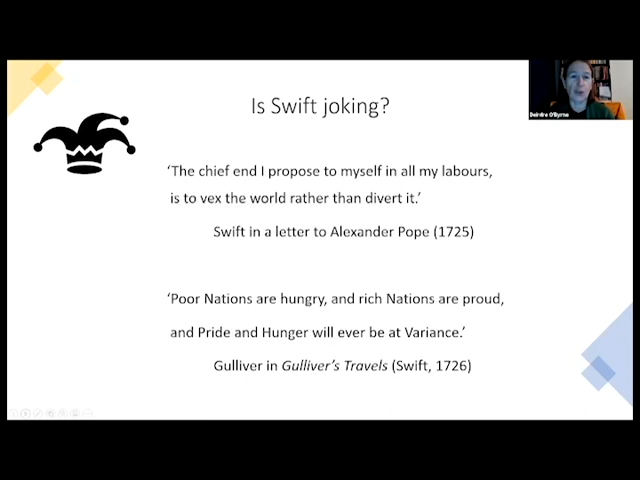 Deirdre O'Byrne
Is Swift joking?
‘The chief end I propose to myself in all my labours,
is to vex the world rather than divert it.’
Swift in a letter to Alexander Pope (1725)
‘Poor Nations are hungry, and rich Nations are proud,
and Pride and Hunger will ever be at Variance.’
Gulliver in Gulliver’s Travels (Swift, 1726)